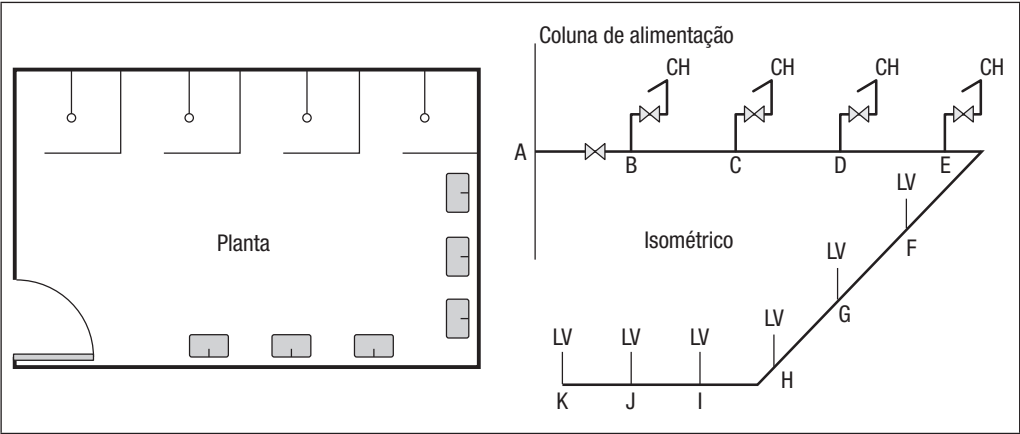 Coluna de alimentação
CH CH CH CH
A
B C D E
LV
F
Planta
Isométrico
LV
G
LV
H
LV LV LV
K J I